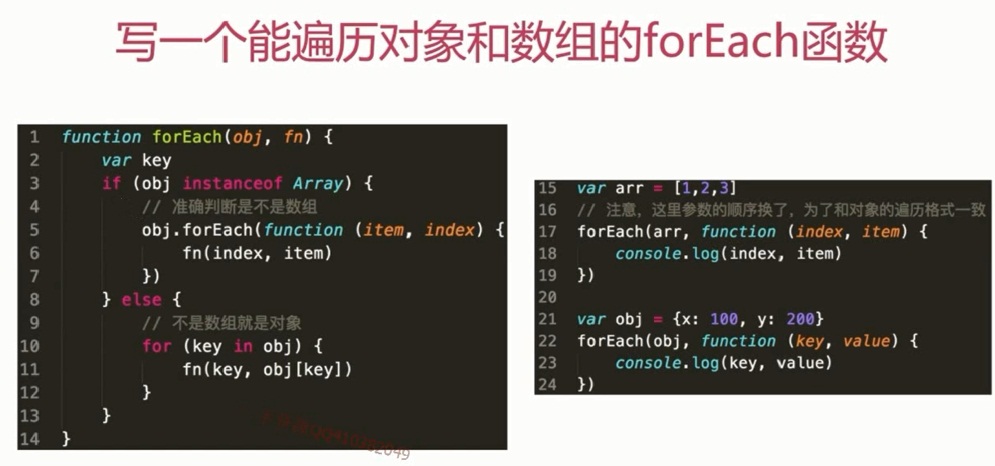 写一个能遍历对象和数组的forEach函数
1 function forEach(obj, fn) {
2 var key
3 if (obj instanceof Array) {
4 // 准确判断是不是数组
5 obj.forEach(function (item, index) {
6 fn(index, item)
7 })
8 } else {
9 // 不是数组就是对象
10 for (key in obj) {
11 fn(key, obj[key])
12 }
13 }
14 }
15 var arr = [1,2,3]
16 // 注意，这里参数的顺序换了，为了和对象的遍历格式一致
17 forEach(arr, function (index, item) {
18 console.log(index, item)
19 })
20
21 var obj = {x: 100, y: 200}
22 forEach(obj, function (key, value) {
23 console.log(key, value)
24 })